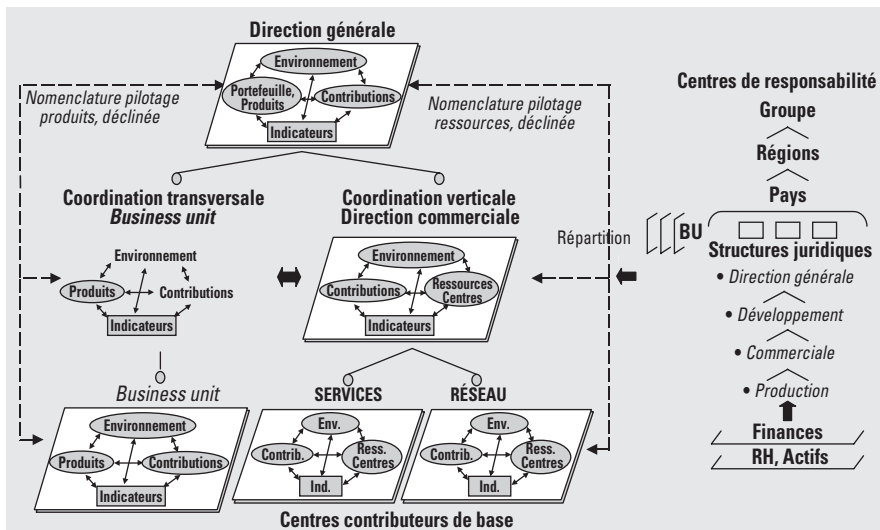 Direction générale
Environnement
Portefeuille,
Produits
Contributions
Indicateurs
Nomenclature pilotage
produits, déclinée
Nomenclature pilotage
ressources, déclinée
Coordination transversale
Business unit
Environnement
Produits
Contributions
Indicateurs
Coordination verticale
Direction commerciale
Environnement
Contributions
Ressources
Centres
Indicateurs
Business unit
Environnement
Produits
Contributions
Indicateurs
SERVICES
Env.
Contrib.
Ress.
Centres
Ind.
RÉSEAU
Env.
Contrib.
Ress.
Centres
Ind.
Centres contributeurs de base
Centres de responsabilité
Groupe
Régions
Pays
Répartition
BU
Structures juridiques
• Direction générale
• Développement
• Commerciale
• Production
Finances
RH, Actifs